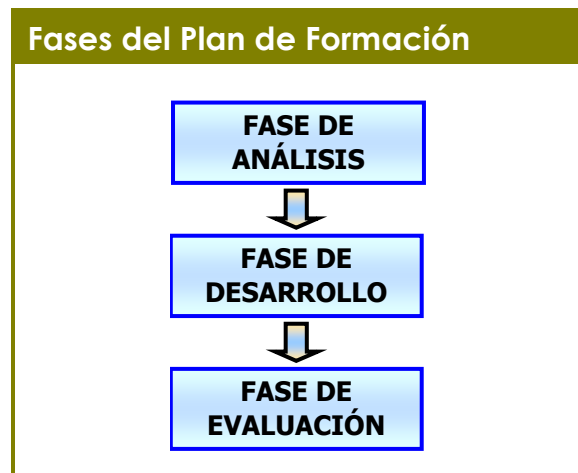 Fases del Plan de Formación
FASE DE
ANÁLISIS
FASE DE
DESARROLLO
FASE DE
EVALUACIÓN